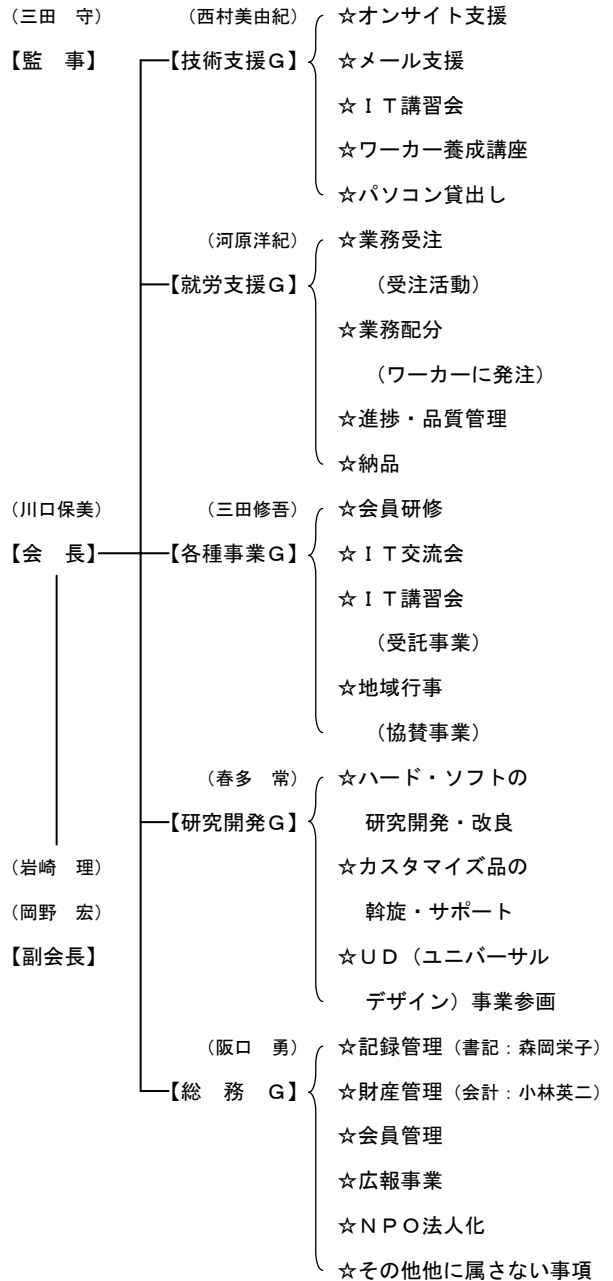 （三田　守）　（西村美由紀）　☆オンサイト支援
【監　事】　【技術支援Ｇ】　☆メール支援
☆ＩＴ講習会
☆ワーカー養成講座
☆パソコン貸出し
（河原洋紀）　☆業務受注
【就労支援Ｇ】　（受注活動）
☆業務配分
（ワーカーに発注）
☆進捗・品質管理
☆納品
（川口保美）　（三田修吾）　☆会員研修
【会　長】　【各種事業Ｇ】　☆ＩＴ交流会
☆ＩＴ講習会
（受託事業）
☆地域行事
（協賛事業）
（春多　常）　☆ハード・ソフトの
【研究開発Ｇ】　研究開発・改良
（岩崎　理）　☆カスタマイズ品の
（岡野　宏）　斡旋・サポート
【副会長】　☆ＵＤ（ユニバーサル
デザイン）事業参画
（阪口　勇）　☆記録管理（書記：森岡栄子）
【総　務　Ｇ】　☆財産管理（会計：小林英二）
☆会員管理
☆広報事業
☆ＮＰＯ法人化
☆その他他に属さない事項